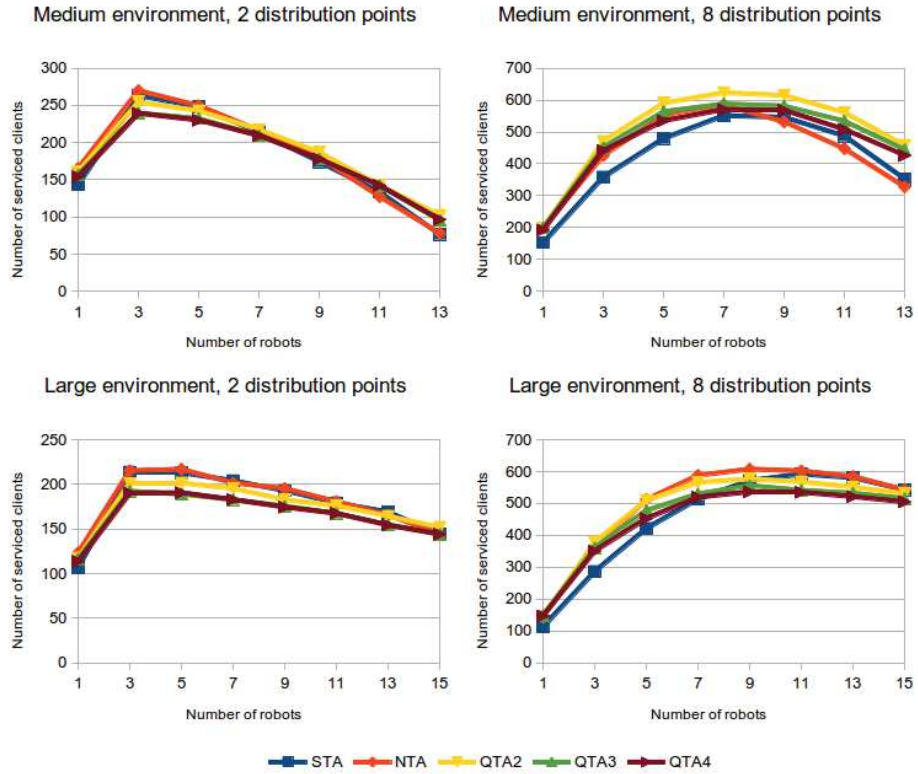 Medium environment, 2 distribution points
Number of serviced clients
300
250
200
150
100
50
0
1 3 5 7 9 11 13
Number of robots
Medium environment, 8 distribution points
Number of serviced clients
700
600
500
400
300
200
100
0
1 3 5 7 9 11 13
Number of robots
Large environment, 2 distribution points
Number of serviced clients
250
200
150
100
50
0
1 3 5 7 9 11 13 15
Number of robots
Large environment, 8 distribution points
Number of serviced clients
700
600
500
400
300
200
100
0
1 3 5 7 9 11 13 15
Number of robots
STA NTA QTA2 QTA3 QTA4